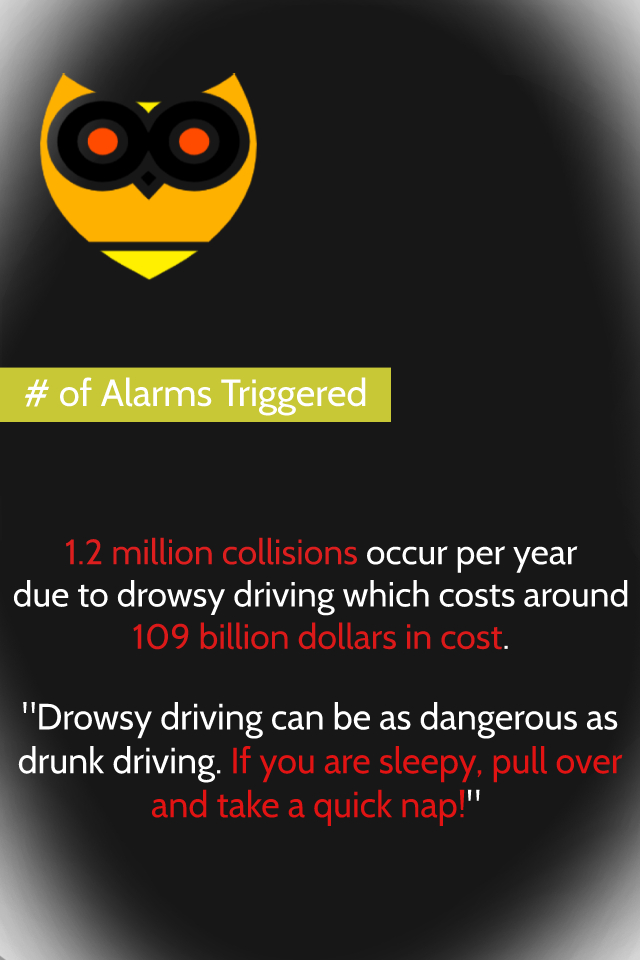 # of Alarms Triggered
1.2 million collisions occur per year
due to drowsy driving which costs around
109 billion dollars in cost.
"Drowsy driving can be as dangerous as
drunk driving. If you are sleepy, pull over
and take a quick nap!"